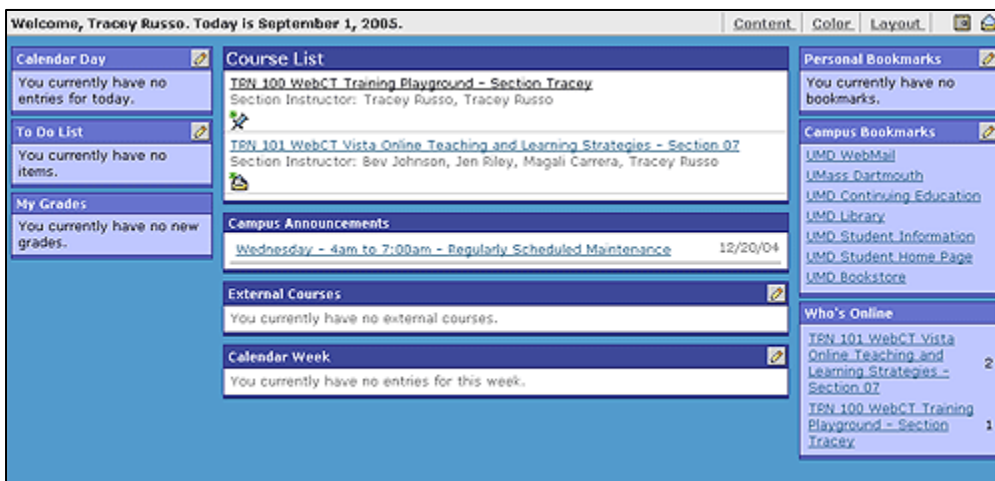 Welcome, Tracey Russo. Today is September 1, 2005.
Content
Color
Layout
Calendar Day
You currently have no
entries for today.
To Do List
You currently have no
items.
My Grades
You currently have no new
grades.
Course List
TRN 100 WebCT Training Playground - Section Tracey
Section Instructor: Tracey Russo, Tracey Russo
TRN 101 WebCT Vista Online Teaching and Learning Strategies - Section 07
Section Instructor: Bev Johnson, Jen Riley, Magali Carrera, Tracey Russo
Campus Announcements
Wednesday - 4am to 7:00am - Regularly Scheduled Maintenance 12/20/04
External Courses
You currently have no external courses.
Calendar Week
You currently have no entries for this week.
Personal Bookmarks
You currently have no
bookmarks.
Campus Bookmarks
UMD WebMail
UMass Dartmouth
UMD Continuing Education
UMD Library
UMD Student Information
UMD Student Home Page
UMD Bookstore
Who's Online
TRN 101 WebCT Vista
Online Teaching and
Learning Strategies - 2
Section 07
TRN 100 WebCT Training
Playground - Section 1
Tracey